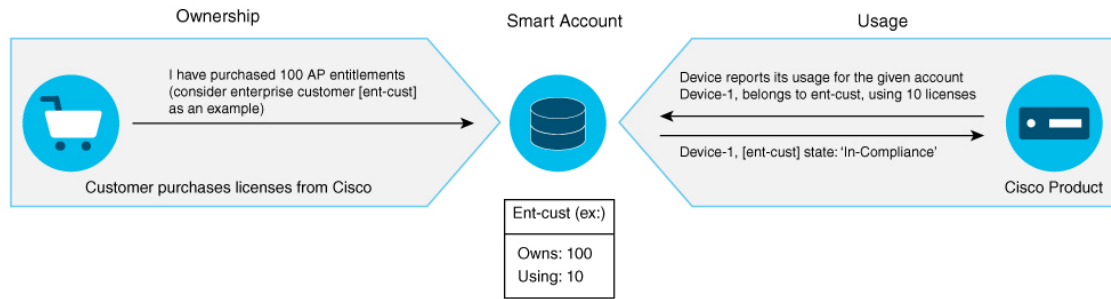 Ownership
Smart Account
Usage
I have purchased 100 AP entitlements
(consider enterprise customer [ent-cust]
as an example)
Customer purchases licenses from Cisco
Device reports its usage for the given account
Device-1, belongs to ent-cust, using 10 licenses
Device-1, [ent-cust] state: ‘In-Compliance’
Cisco Product
Ent-cust (ex:)
Owns: 100
Using: 10